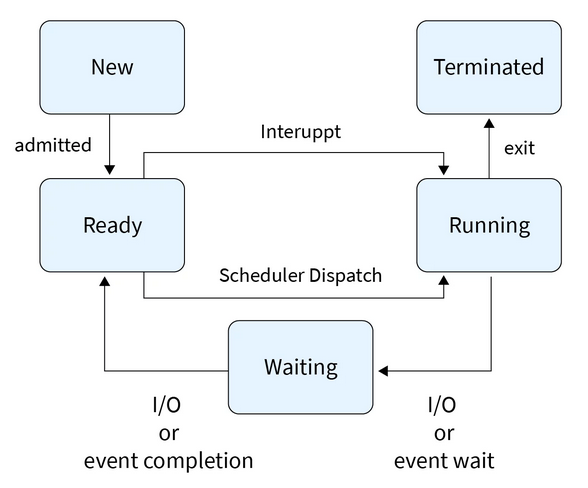 New
Terminated
admitted
Interuppt
exit
Ready
Running
Scheduler Dispatch
Waiting
I/O
or
event completion
I/O
or
event wait